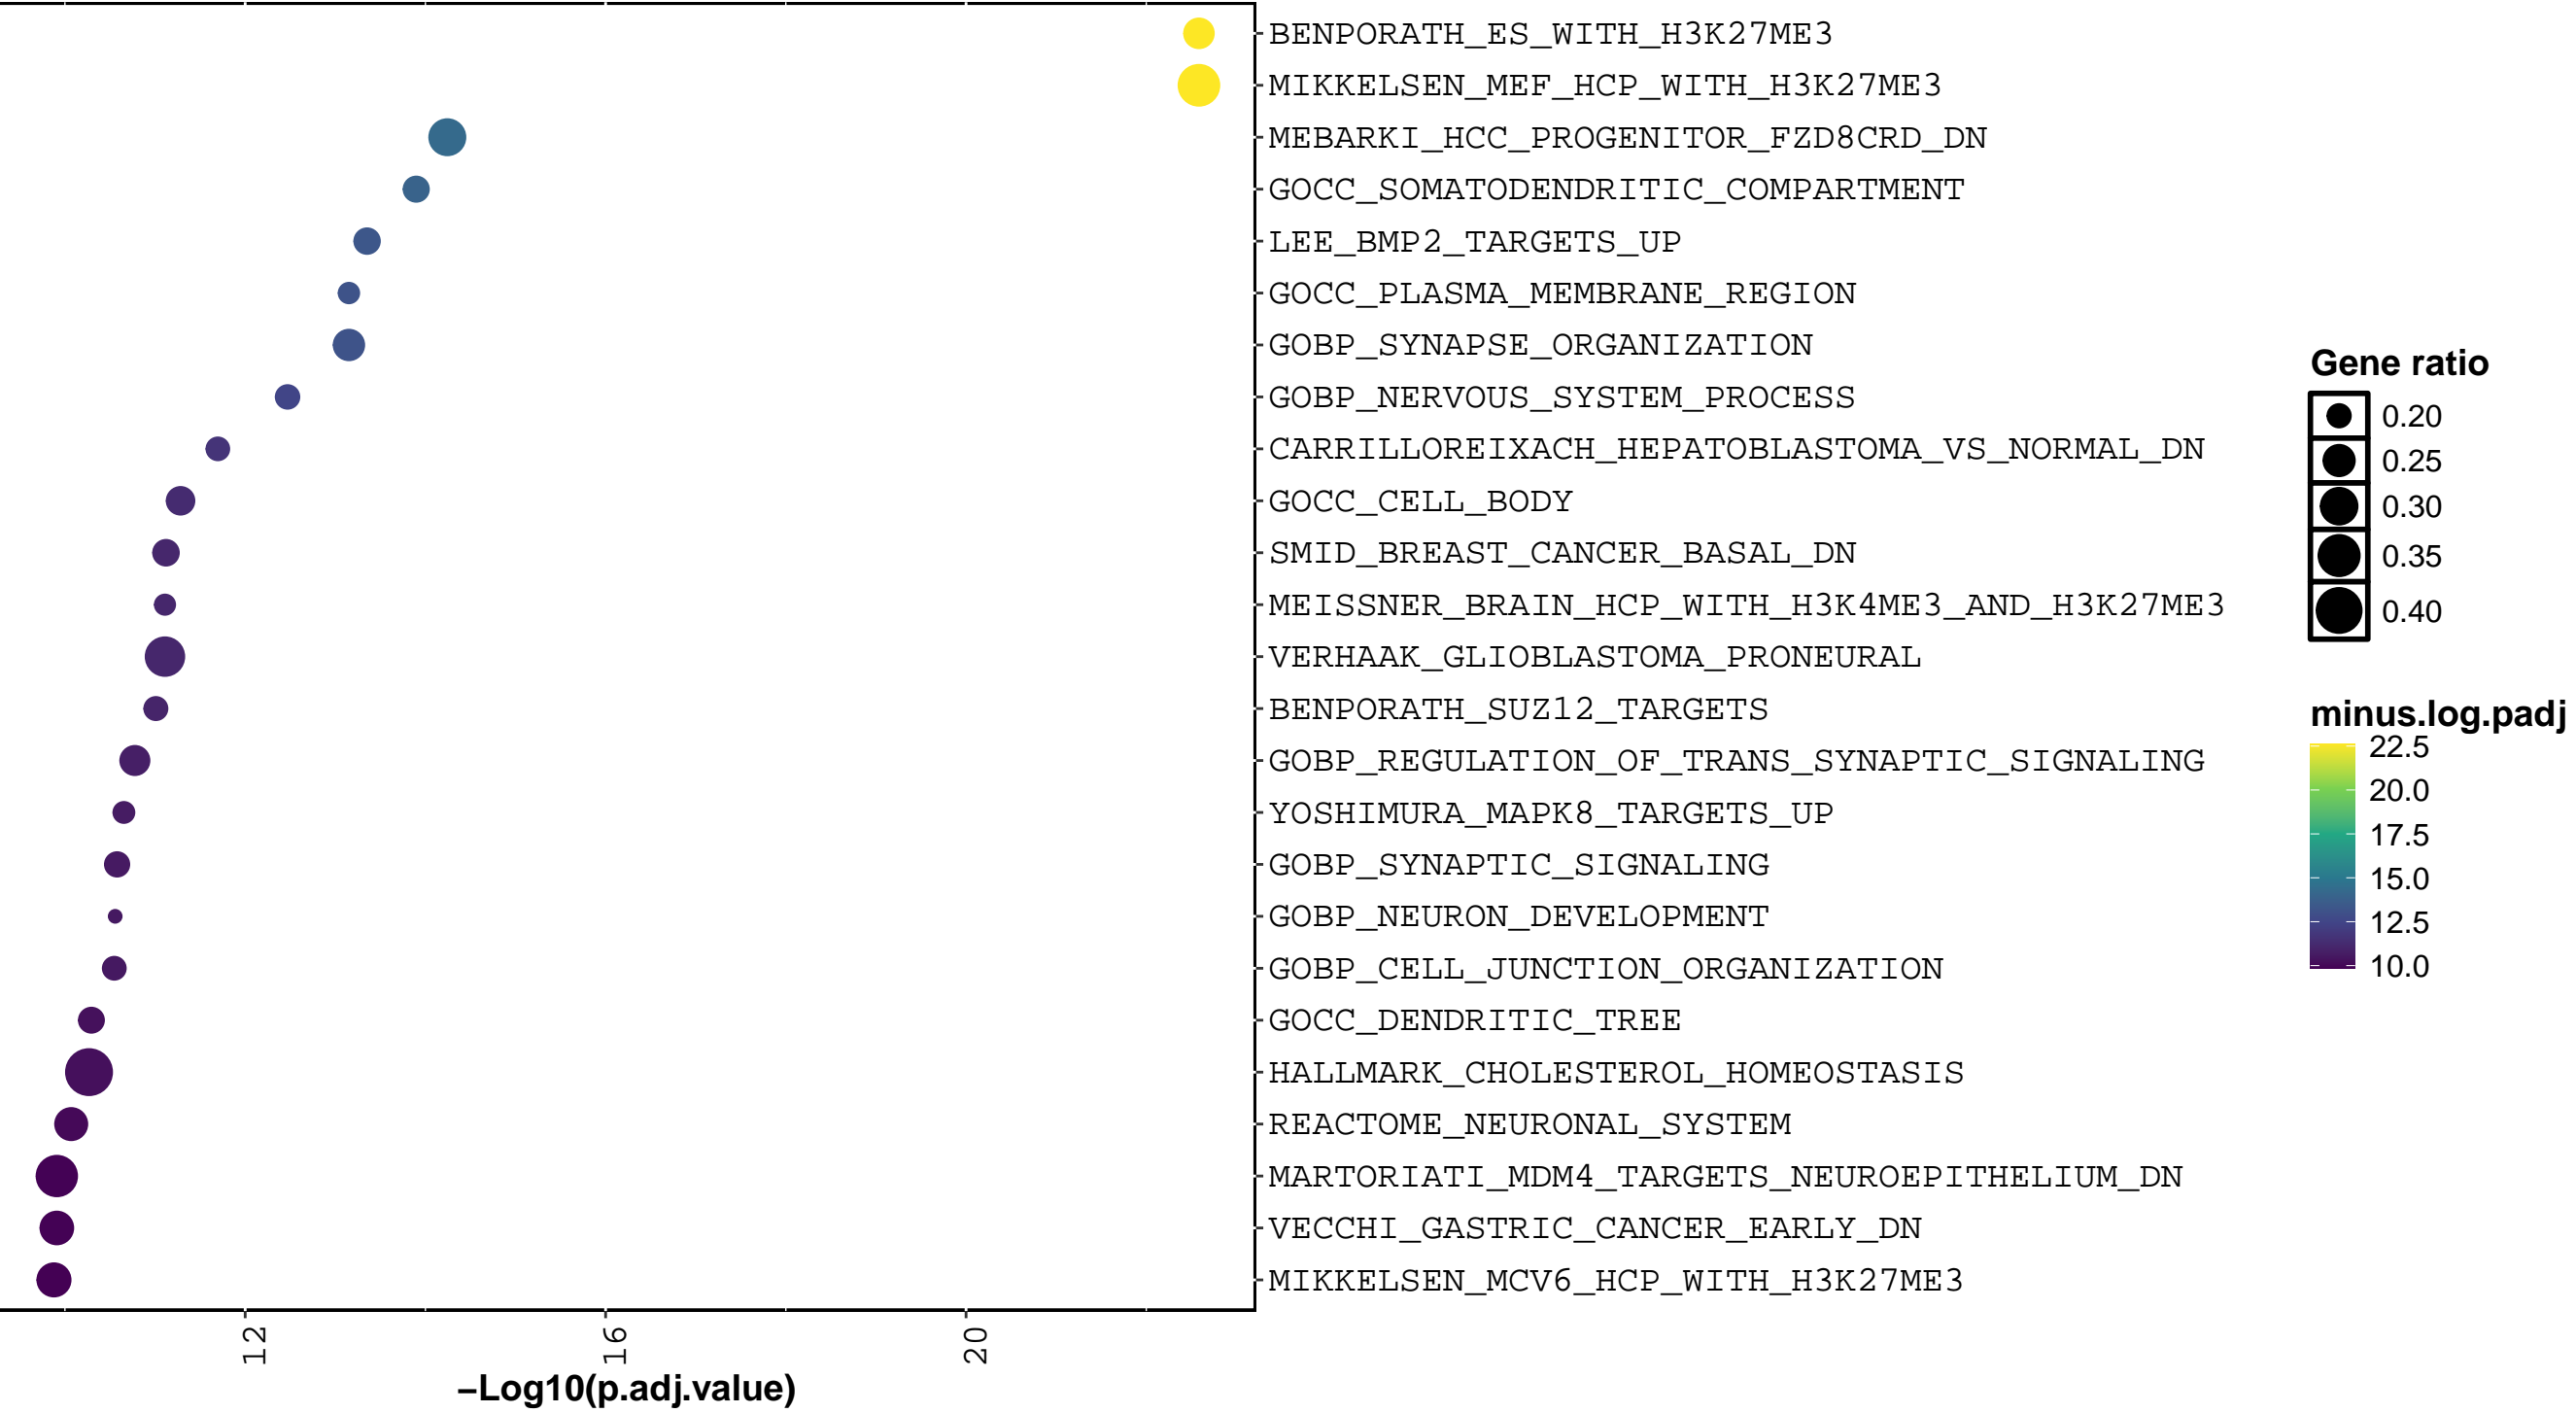 BENPORATH_ES_WITH_H3K27ME3
MIKKELSEN_MEF_HCP_WITH_H3K27ME3
MEBARKI_HCC_PROGENITOR_FZD8CRD_DN
GOCC_SOMATODENDRITIC_COMPARTMENT
LEE_BMP2_TARGETS_UP
GOCC_PLASMA_MEMBRANE_REGION
GOBP_SYNAPSE_ORGANIZATION
GOBP_NERVOUS_SYSTEM_PROCESS
CARRILLOREIXACH_HEPATOBLASTOMA_VS_NORMAL_DN
GOCC_CELL_BODY
SMID_BREAST_CANCER_BASAL_DN
MEISSNER_BRAIN_HCP_WITH_H3K4ME3_AND_H3K27ME3
VERHAAK_GLIOBLASTOMA_PRONEURAL
BENPORATH_SUZ12_TARGETS
GOBP_REGULATION_OF_TRANS_SYNAPTIC_SIGNALING
YOSHIMURA_MAPK8_TARGETS_UP
GOBP_SYNAPTIC_SIGNALING
GOBP_NEURON_DEVELOPMENT
GOBP_CELL_JUNCTION_ORGANIZATION
GOCC_DENDRITIC_TREE
HALLMARK_CHOLESTEROL_HOMEOSTASIS
REACTOME_NEURONAL_SYSTEM
MARTORIATI_MDM4_TARGETS_NEUROEPITHELIUM_DN
VECCHI_GASTRIC_CANCER_EARLY_DN
MIKKELSEN_MCV6_HCP_WITH_H3K27ME3
12
16
20
−Log10(p.adj.value)
Gene ratio
0.20
0.25
0.30
0.35
0.40
minus.log.padj
22.5
20.0
17.5
15.0
12.5
10.0